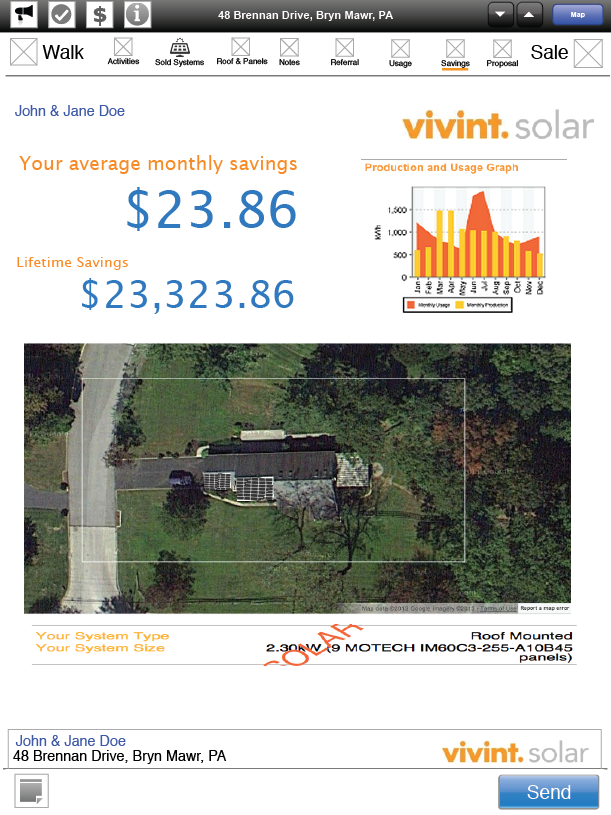 48 Brennan Drive, Bryn Mawr, PA
Map
Walk
Activities
Sold Systems
Roof & Panels
Notes
Referral
Usage
Savings
Proposal
Sale
John & Jane Doe
vivint. solar
Your average monthly savings
$23.86
Lifetime Savings
$23,323.86
Production and Usage Graph
kWh
1,500
1,000
500
0
Jan
Feb
Mar
Apr
May
Jun
Jul
Aug
Sep
Oct
Nov
Dec
Monthly Usage
Monthly Production
Map data ©2013 Google Imagery ©2013 - Terms of Use
Report a map error
Your System Type
Roof Mounted
Your System Size
2.30kW (9 MOTECH IM60C3-255-A10B45
panels)
SOLAR
John & Jane Doe
48 Brennan Drive, Bryn Mawr, PA
vivint. solar
Send